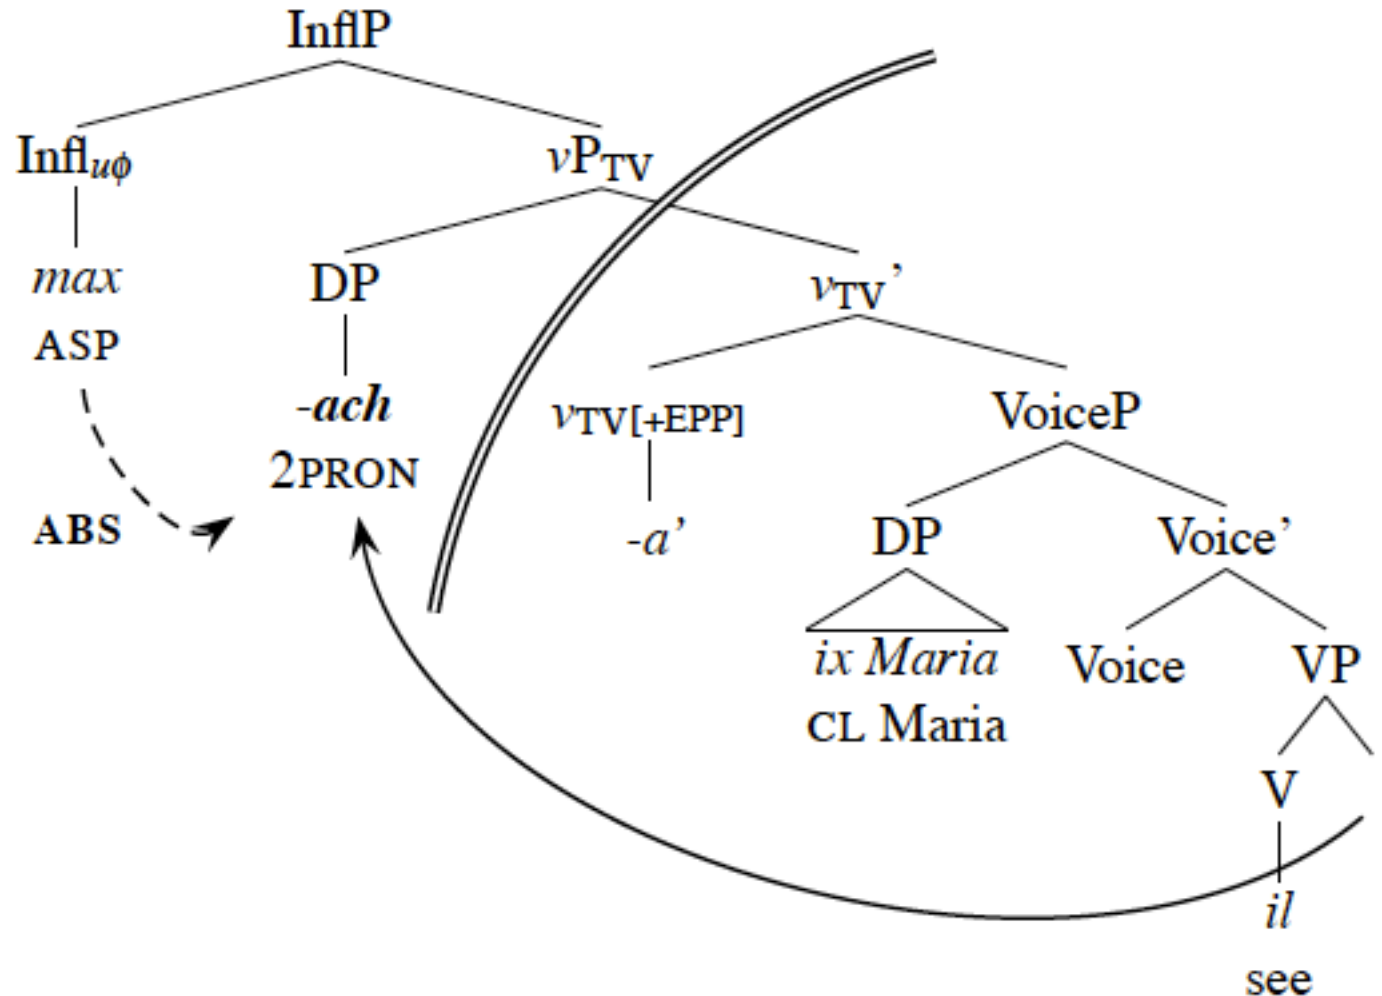 InflP
Influϕ vPTV
max DP vTV’
ASP
-ach vTV[+EPP] VoiceP
2PRON
ABS -a’ DP Voice’
ix Maria Voice VP
CL Maria
V
il
see